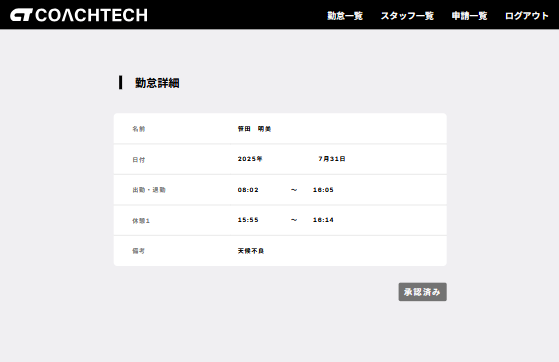 COACHTECH 勤怠一覧 スタッフ一覧 申請一覧 ログアウト
勤怠詳細
名前 笹田 明美
日付 2025年 7月31日
出勤・退勤 08:02 ～ 16:05
休憩1 15:55 ～ 16:14
備考 天候不良
承認済み